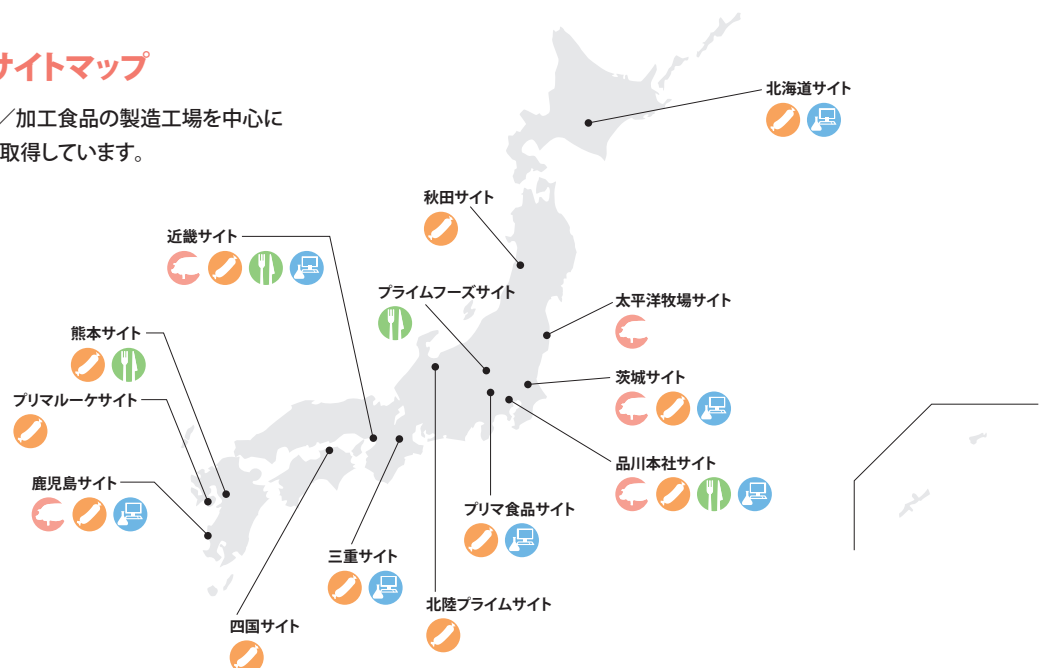 サイトマップ
／加工食品の製造工場を中心に
取得しています。
北海道サイト
秋田サイト
近畿サイト
プライムフーズサイト
太平洋牧場サイト
熊本サイト
茨城サイト
プリマルーケサイト
品川本社サイト
鹿児島サイト
プリマ食品サイト
三重サイト
北陸プライムサイト
四国サイト